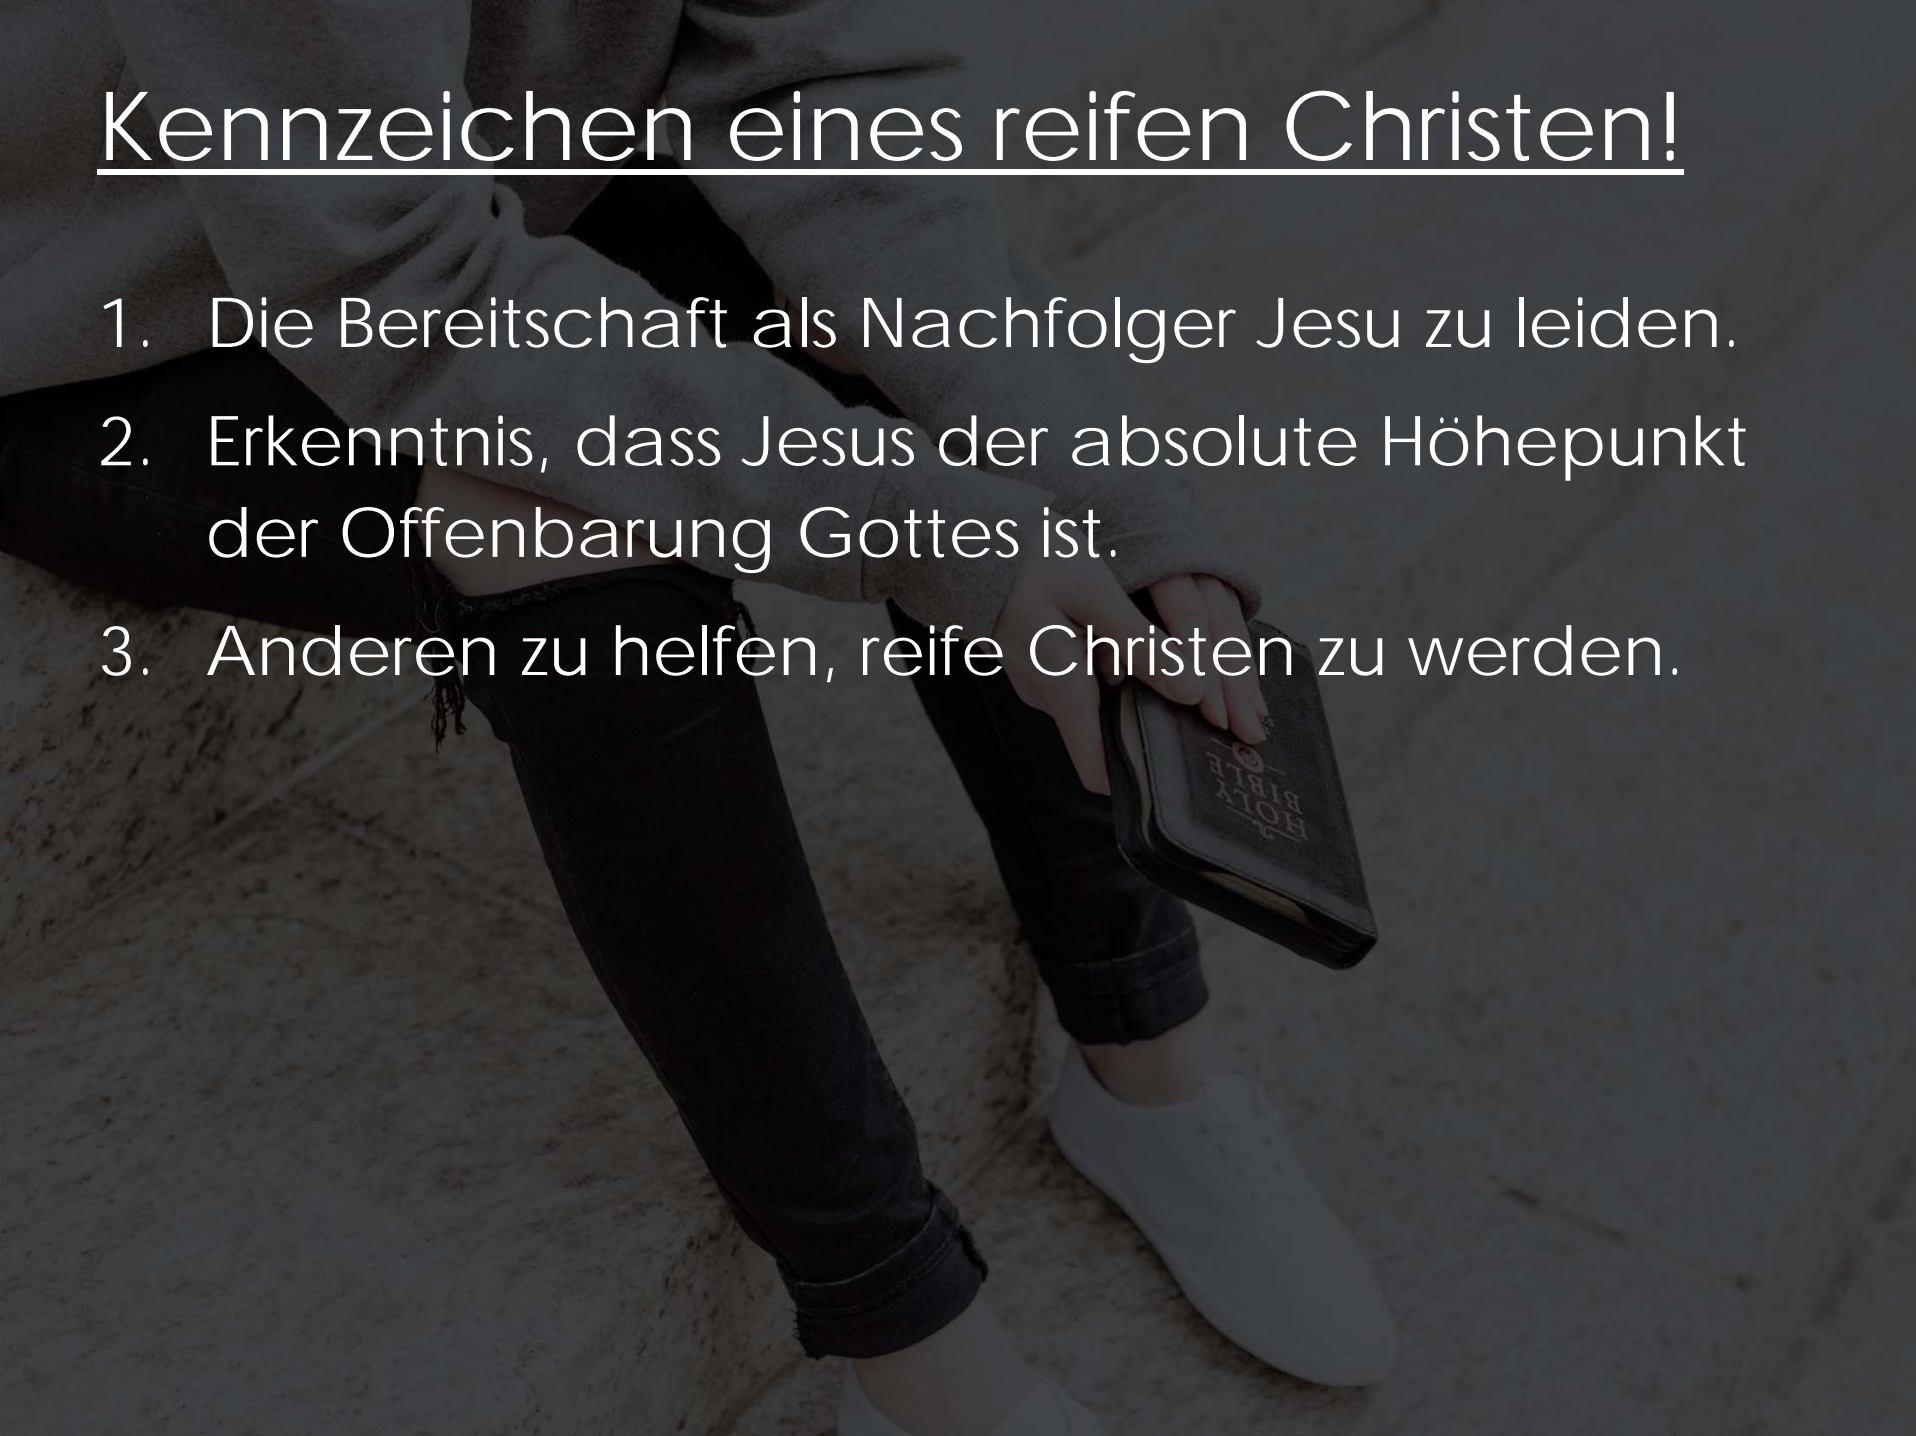 Kennzeichen eines reifen Christen!
1. Die Bereitschaft als Nachfolger Jesu zu leiden.
2. Erkenntnis, dass Jesus der absolute Höhepunkt
der Offenbarung Gottes ist.
3. Anderen zu helfen, reife Christen zu werden.
HOLY
BIBLE